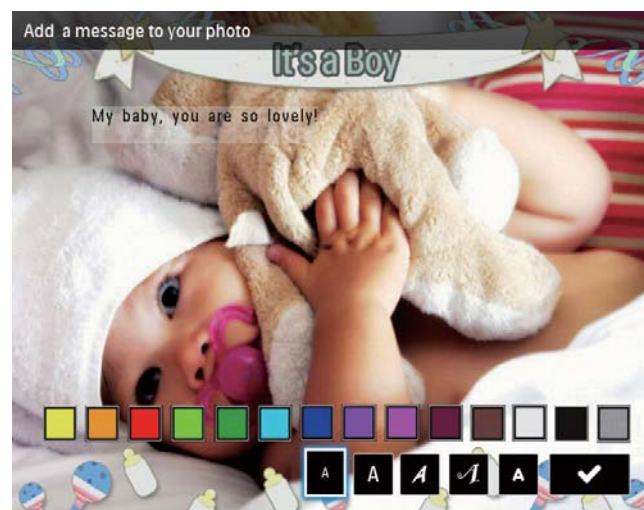 Add a message to your photo
It's a Boy
My baby, you are so lovely!
A A A A A